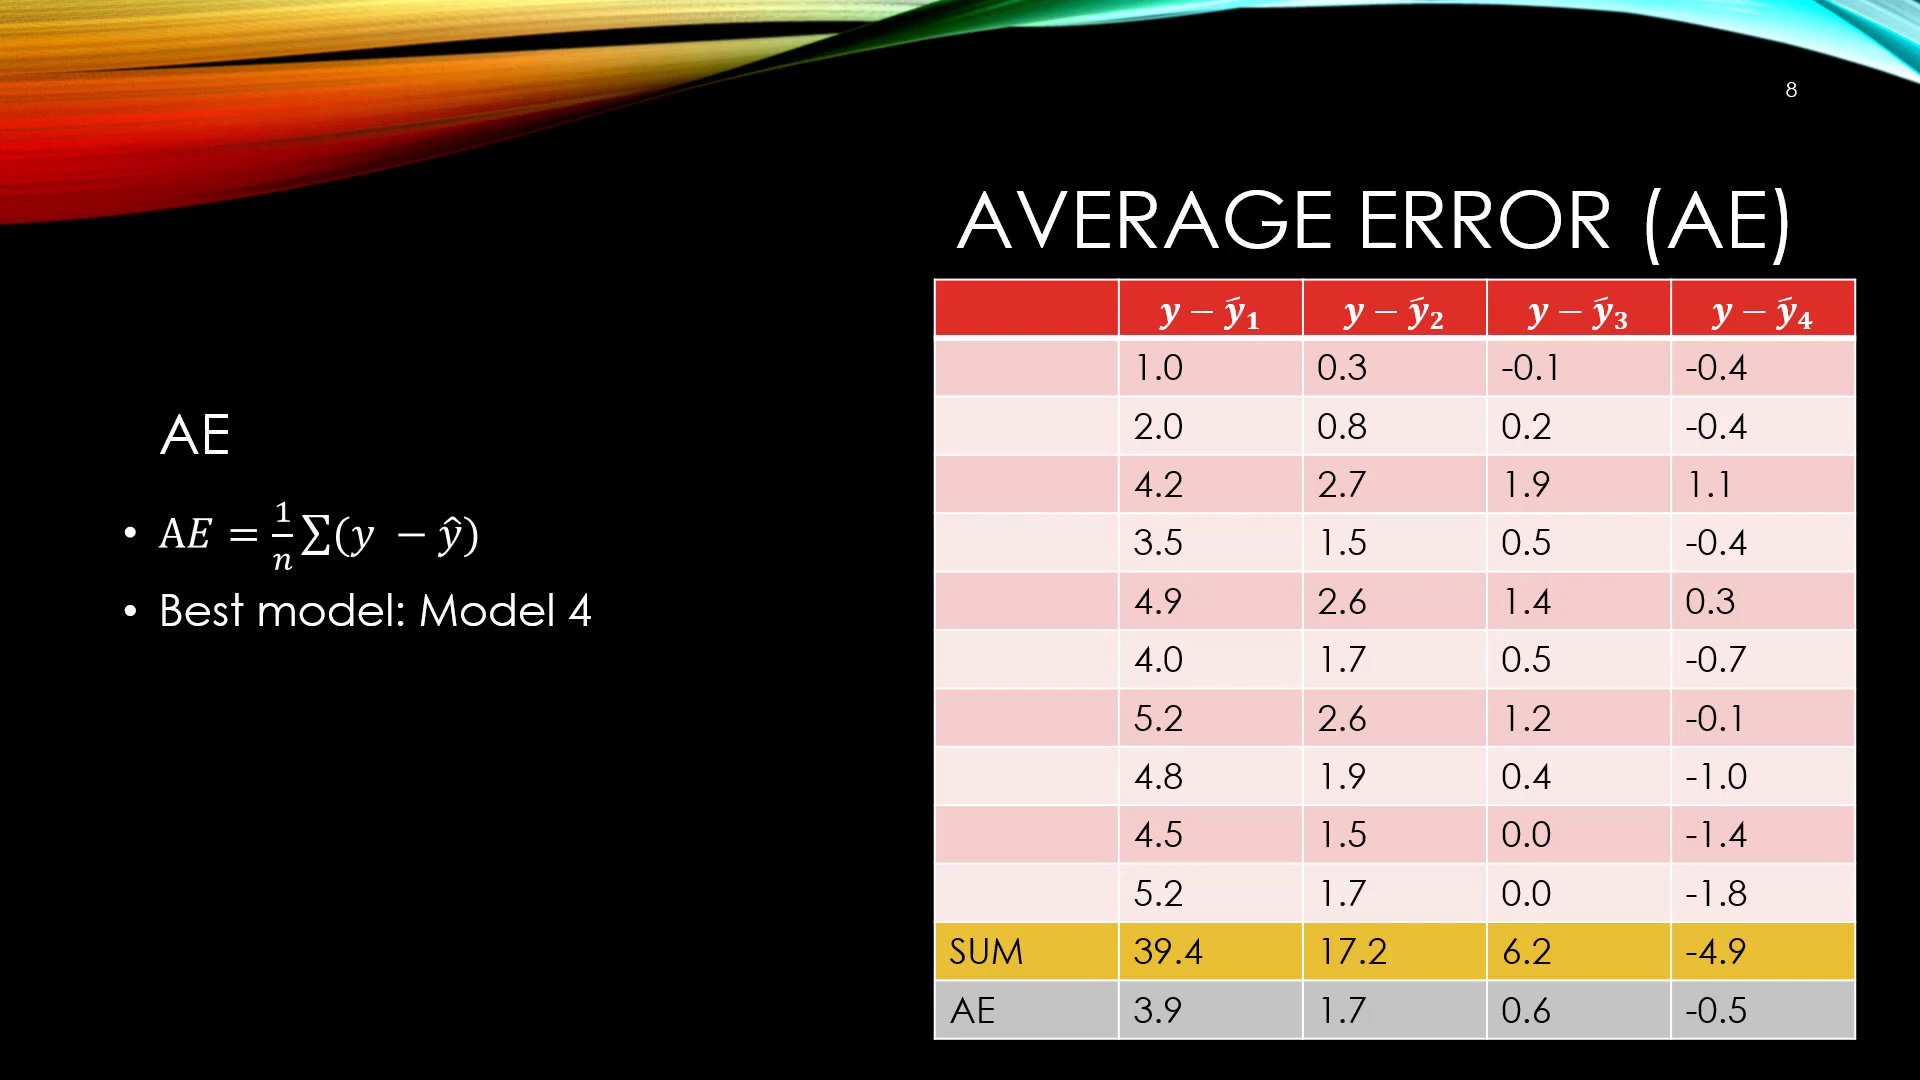 8
AVERAGE ERROR (AE)
AE
• AE = 1/n ∑(y − ŷ)
• Best model: Model 4
y − ȳ₁ y − ȳ₂ y − ȳ₃ y − ȳ₄
1.0 0.3 -0.1 -0.4
2.0 0.8 0.2 -0.4
4.2 2.7 1.9 1.1
3.5 1.5 0.5 -0.4
4.9 2.6 1.4 0.3
4.0 1.7 0.5 -0.7
5.2 2.6 1.2 -0.1
4.8 1.9 0.4 -1.0
4.5 1.5 0.0 -1.4
5.2 1.7 0.0 -1.8
SUM 39.4 17.2 6.2 -4.9
AE 3.9 1.7 0.6 -0.5